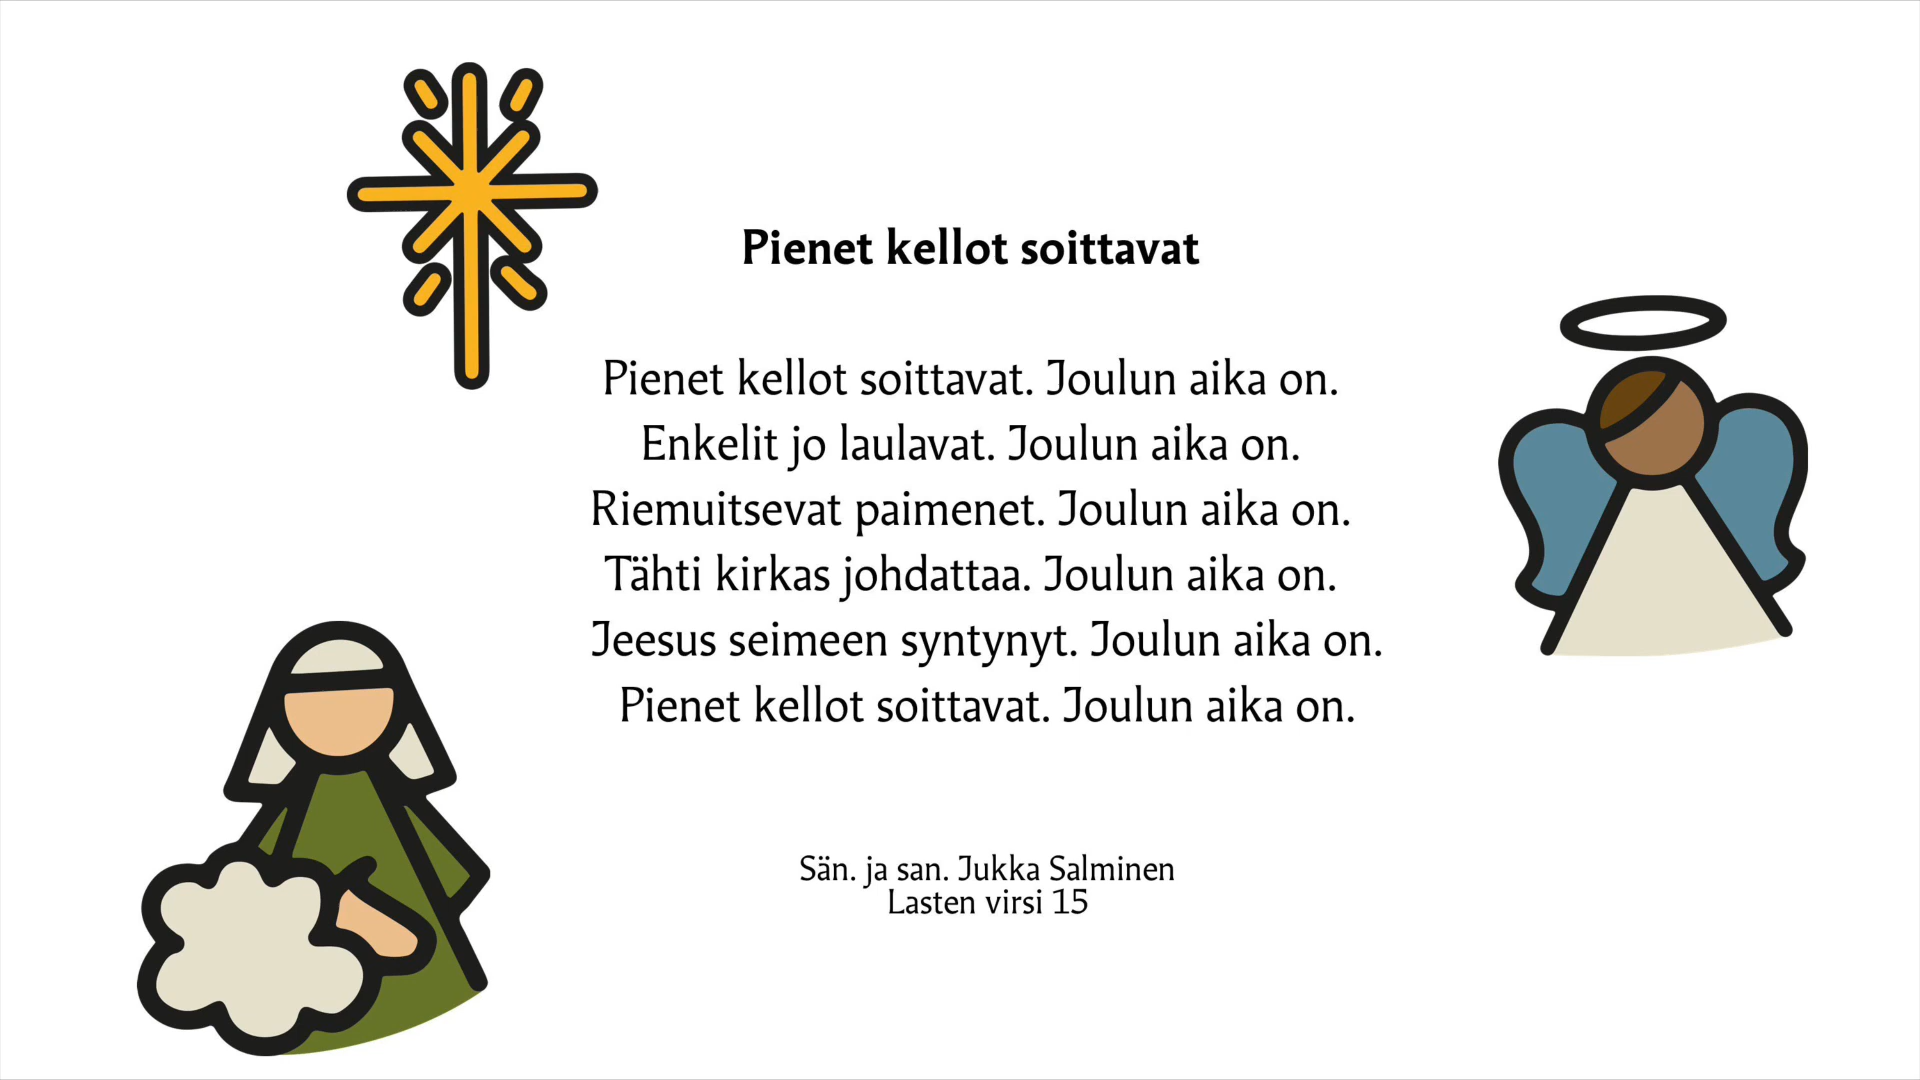 Pienet kellot soittavat
Pienet kellot soittavat. Joulun aika on.
Enkelit jo laulavat. Joulun aika on.
Riemuitsevat paimenet. Joulun aika on.
Tähti kirkas johdattaa. Joulun aika on.
Jeesus seimeen syntynyt. Joulun aika on.
Pienet kellot soittavat. Joulun aika on.
Sän. ja san. Jukka Salminen
Lasten virsi 15